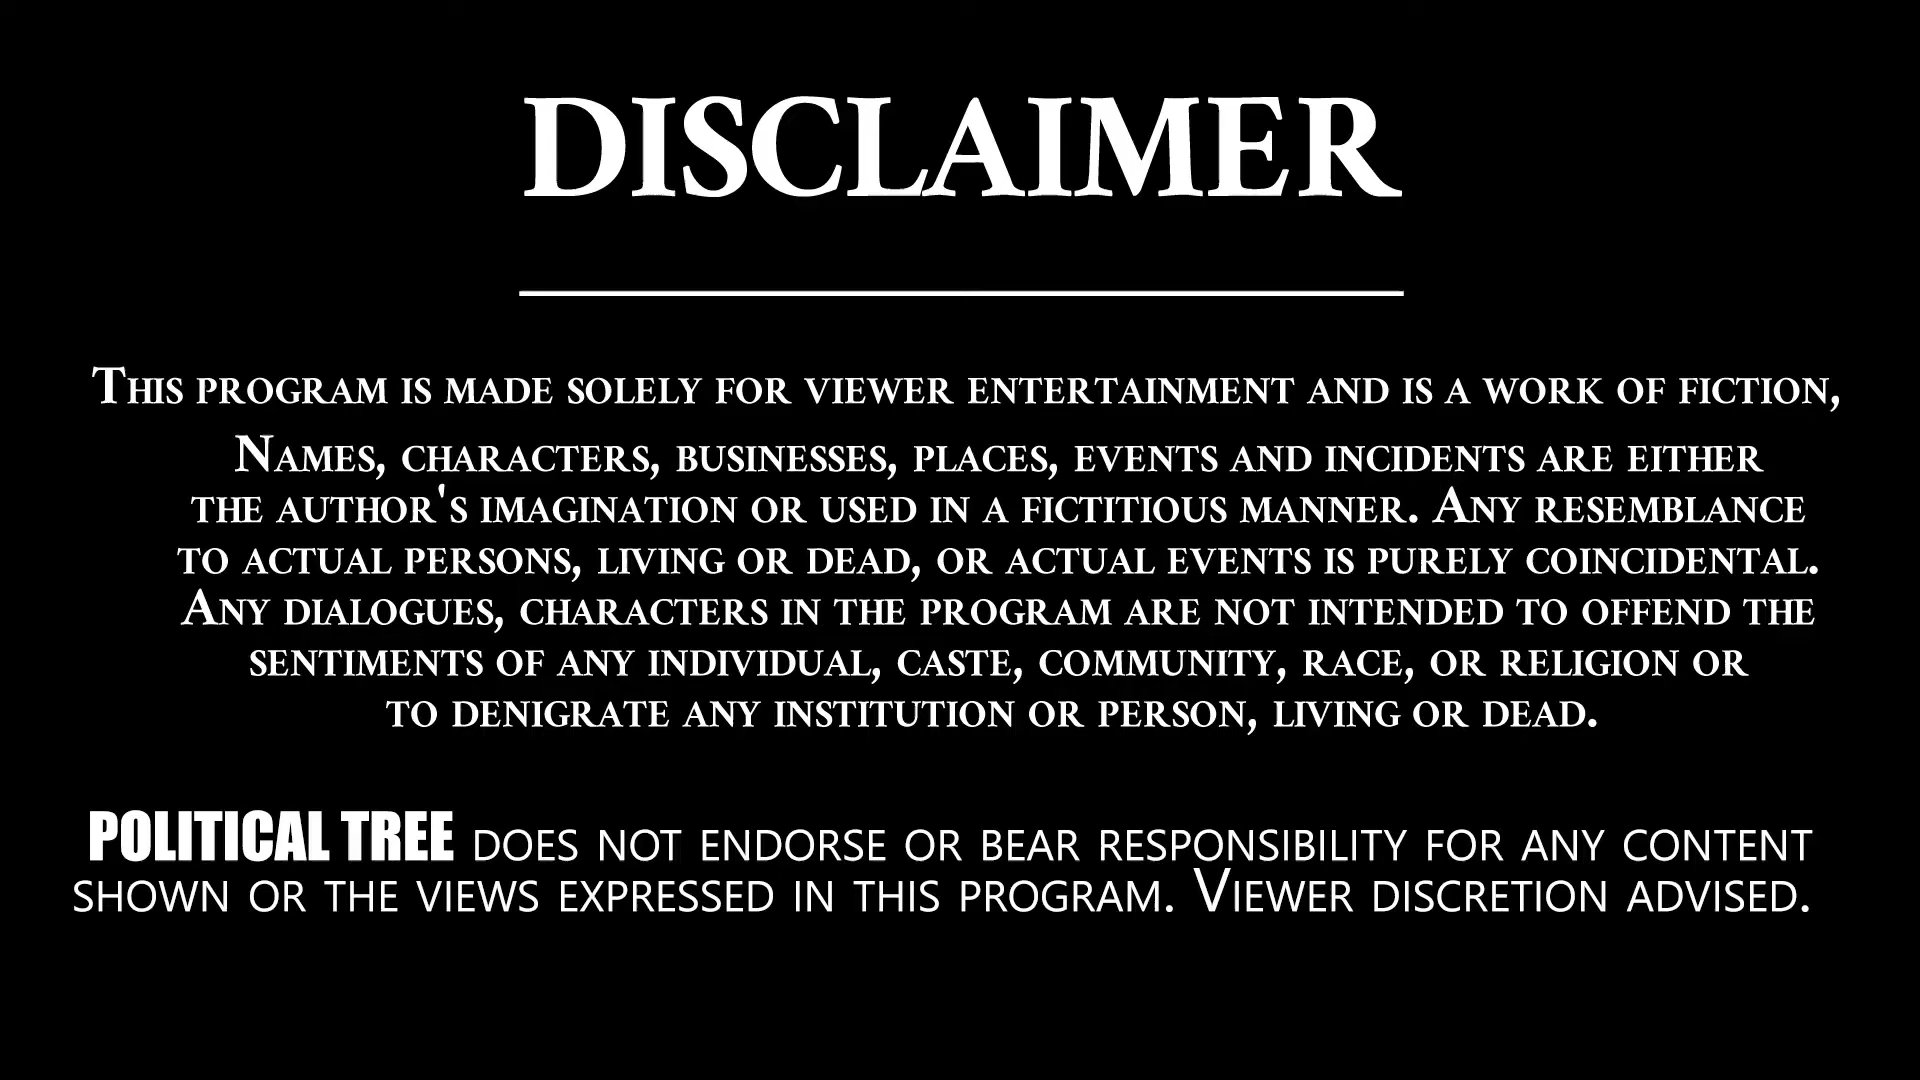 DISCLAIMER
This program is made solely for viewer entertainment and is a work of fiction,
Names, characters, businesses, places, events and incidents are either
the author's imagination or used in a fictitious manner. Any resemblance
to actual persons, living or dead, or actual events is purely coincidental.
Any dialogues, characters in the program are not intended to offend the
sentiments of any individual, caste, community, race, or religion or
to denigrate any institution or person, living or dead.
POLITICAL TREE does not endorse or bear responsibility for any content
shown or the views expressed in this program. Viewer discretion advised.